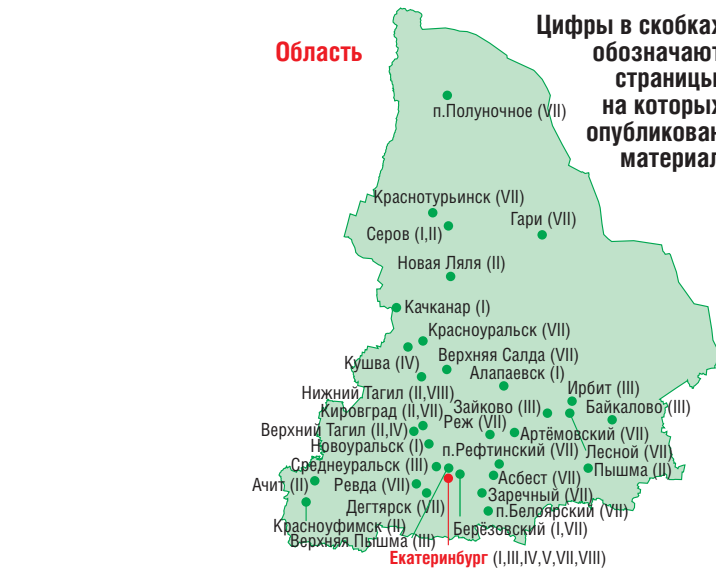 Область
Цифры в скобках
обозначают
страницы,
на которых
опубликован
материал
п.Полуночное (VII)
Краснотурьинск (VII)
Гари (VII)
Серов (I,II)
Новая Ляля (II)
Качканар (I)
Красноуральск (VII)
Кушва (IV)
Верхняя Салда (VII)
Алапаевск (I)
Нижний Тагил (II,VIII)
Ирбит (III)
Кировград (II,VII)
Зайково (III)
Байкалово (III)
Верхний Тагил (II,IV)
Реж (VII)
Артёмовский (VII)
Новоуральск (I)
п.Рефтинский (VII)
Лесной (VII)
Среднеуральск (III)
Пышма (II)
Ачит (II)
Ревда (VII)
Асбест (VII)
Заречный (VII)
Дегтярск (VII)
п.Белоярский (VII)
Красноуфимск (II)
Берёзовский (I,VII)
Верхняя Пышма (III)
Екатеринбург (I,III,IV,V,VII,VIII)